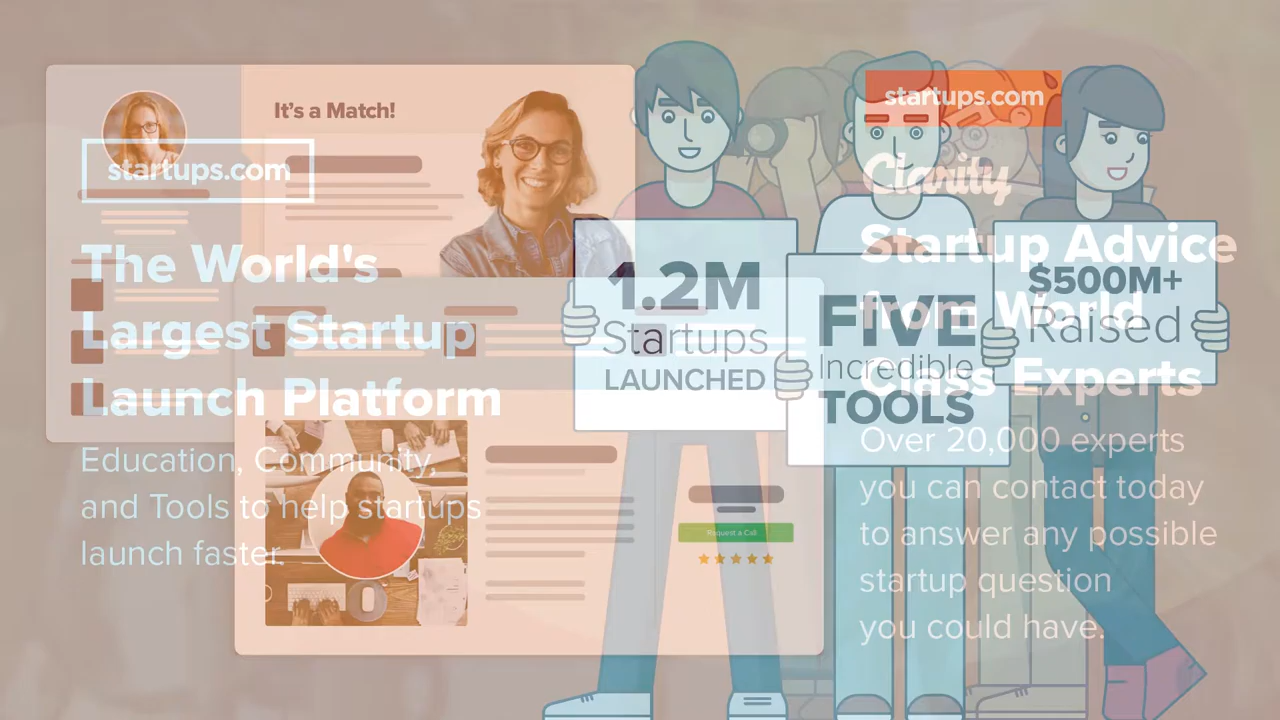 It's a Match!
startups.com
The World's
Largest Startup
Launch Platform
Education, Community,
and Tools to help startups
launch faster.
Request a Call
1.2M
Startups
LAUNCHED
FIVE
Incredible
TOOLS
$500M+
Raised
startups.com
Clarity
Startup Advice
from World
Class Experts
Over 20,000 experts
you can contact today
to answer any possible
startup question
you could have.